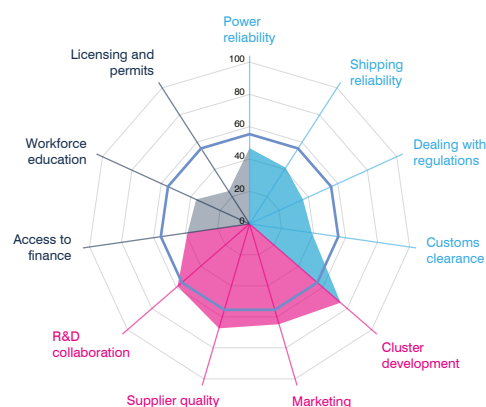 Power
reliability
Licensing and
permits
Shipping
reliability
100
80
60
40
20
0
Workforce
education
Dealing with
regulations
Access to
finance
Customs
clearance
R&D
collaboration
Cluster
development
Supplier quality
Marketing